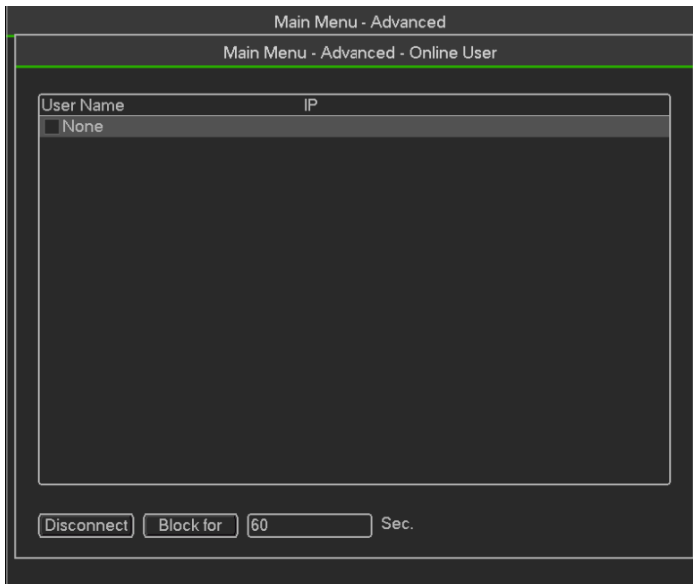 Main Menu - Advanced
Main Menu - Advanced - Online User
User Name IP
None
Disconnect Block for 60 Sec.